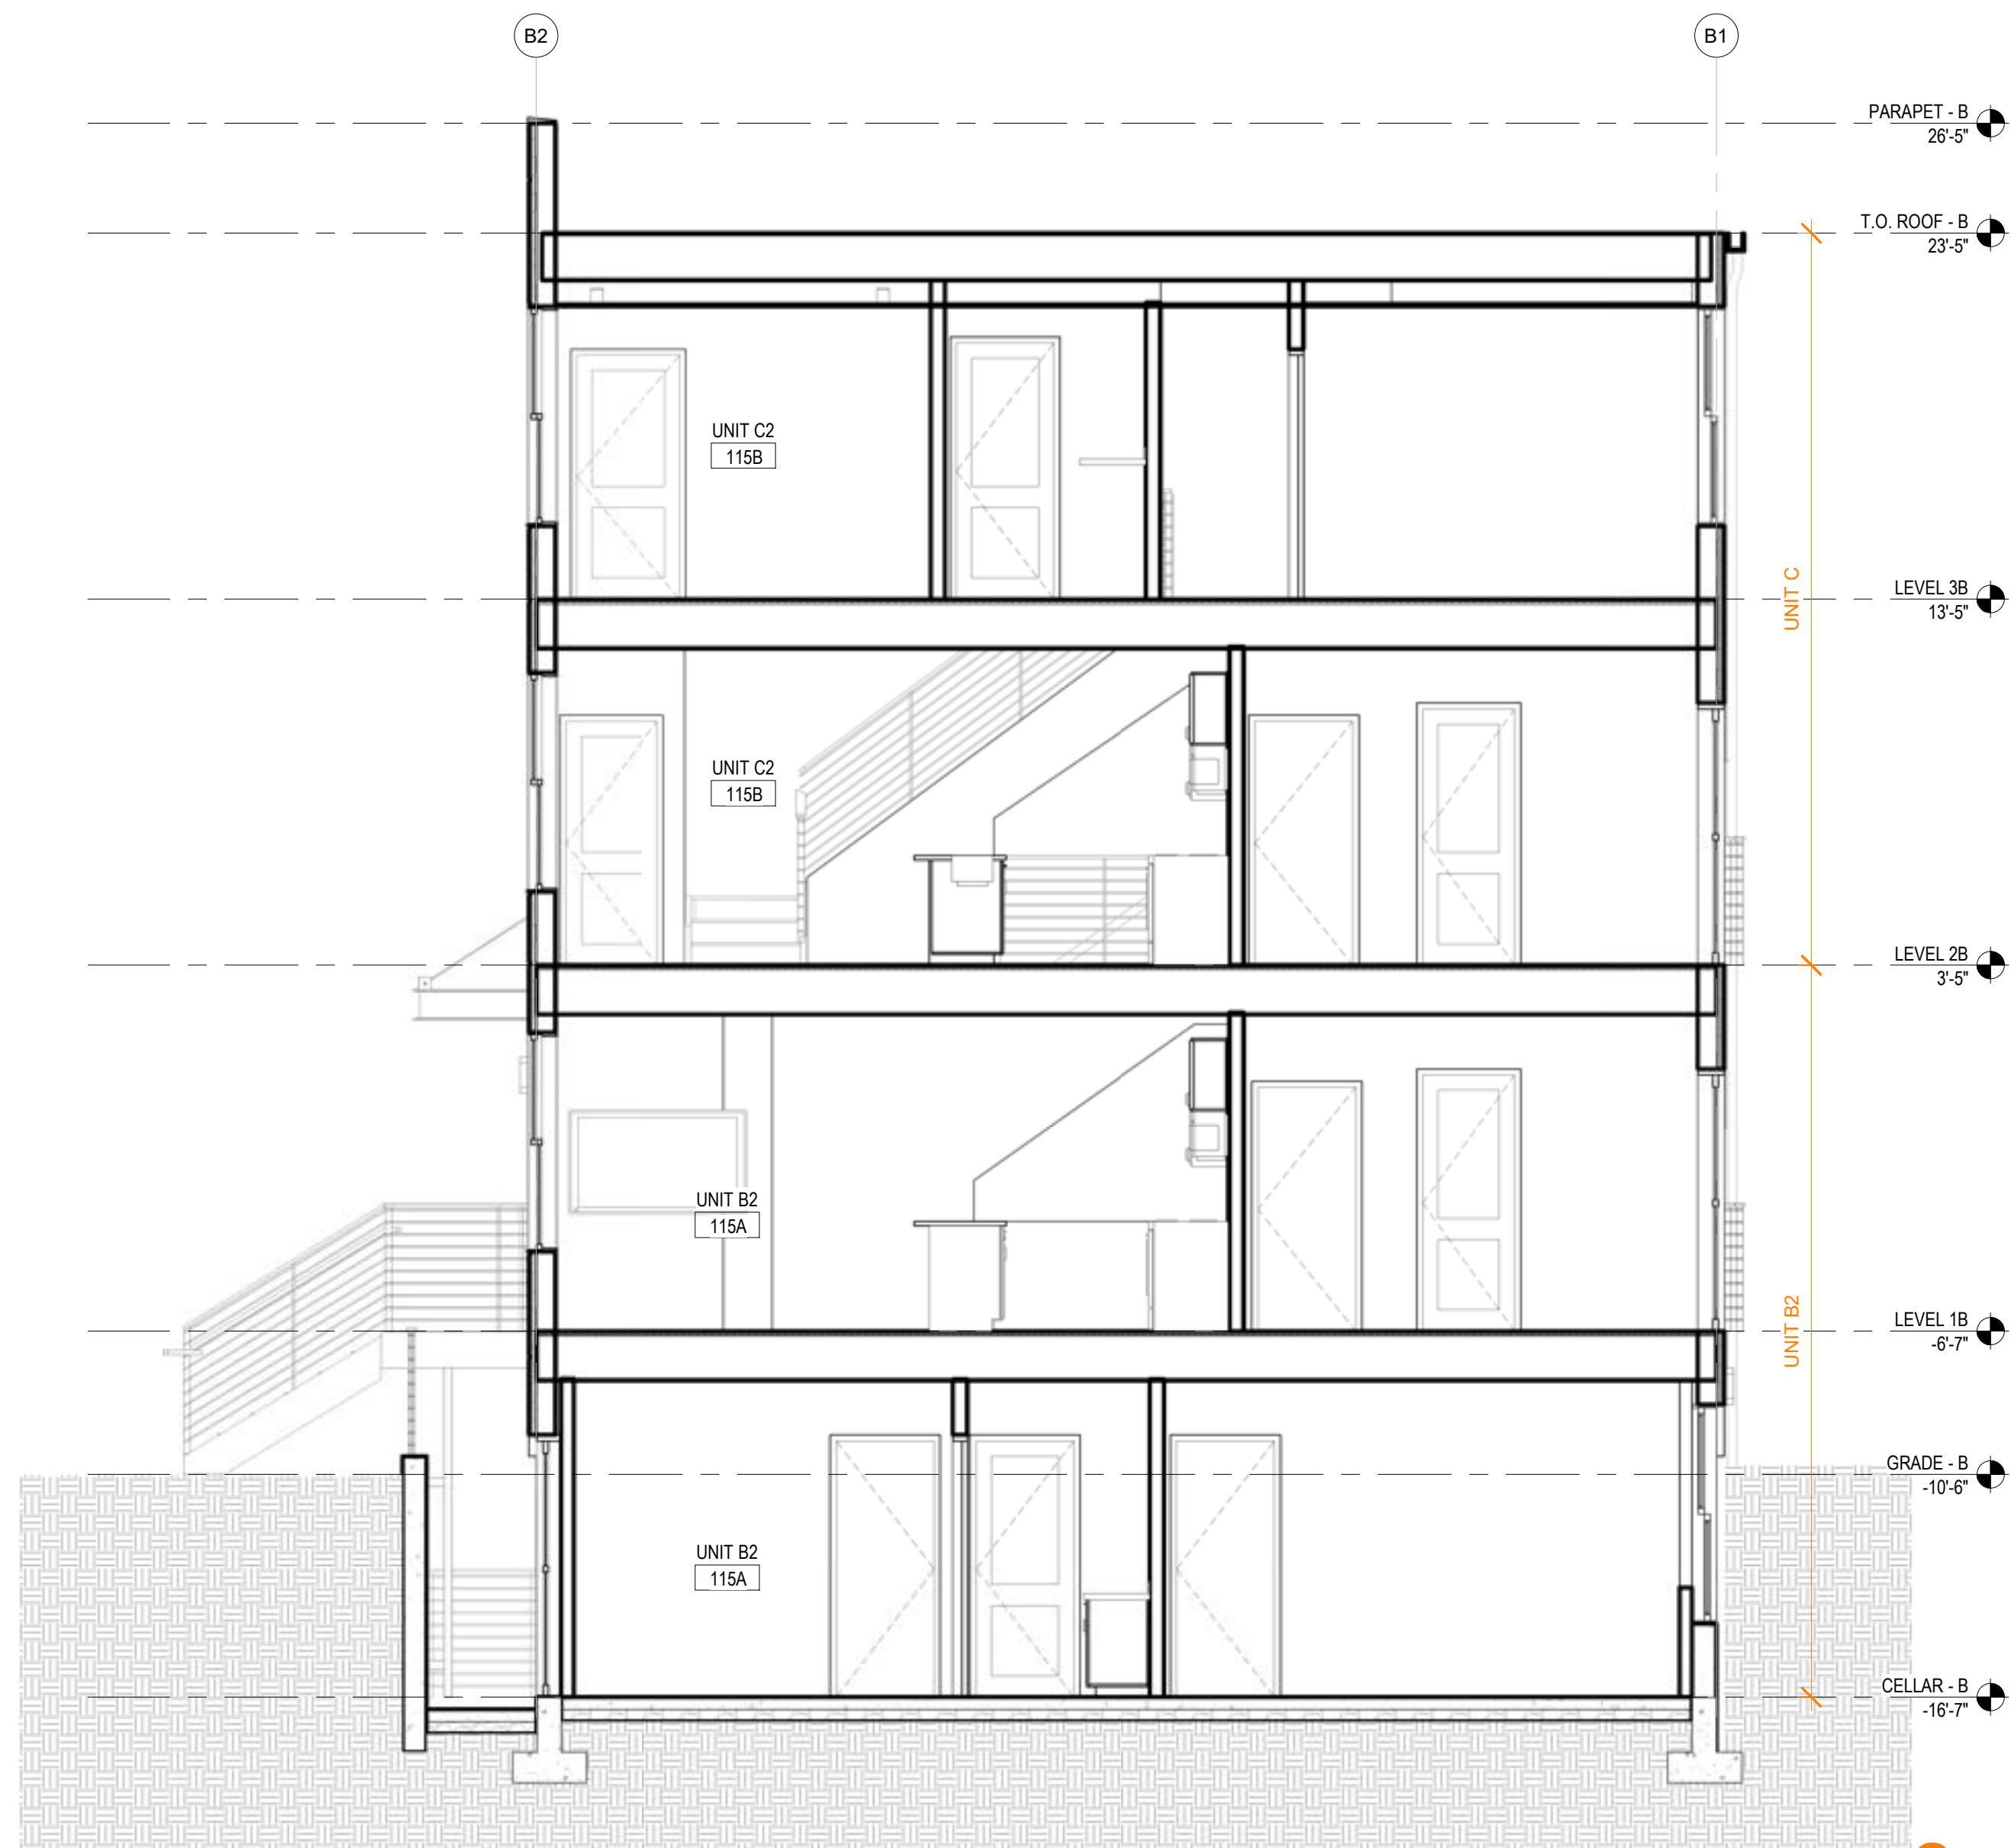 B2
B1
PARAPET - B
26'-5"
T.O. ROOF - B
23'-5"
UNIT C2
115B
UNIT C
LEVEL 3B
13'-5"
UNIT C2
115B
LEVEL 2B
3'-5"
UNIT B2
115A
UNIT B2
LEVEL 1B
-6'-7"
GRADE - B
-10'-6"
UNIT B2
115A
CELLAR - B
-16'-7"